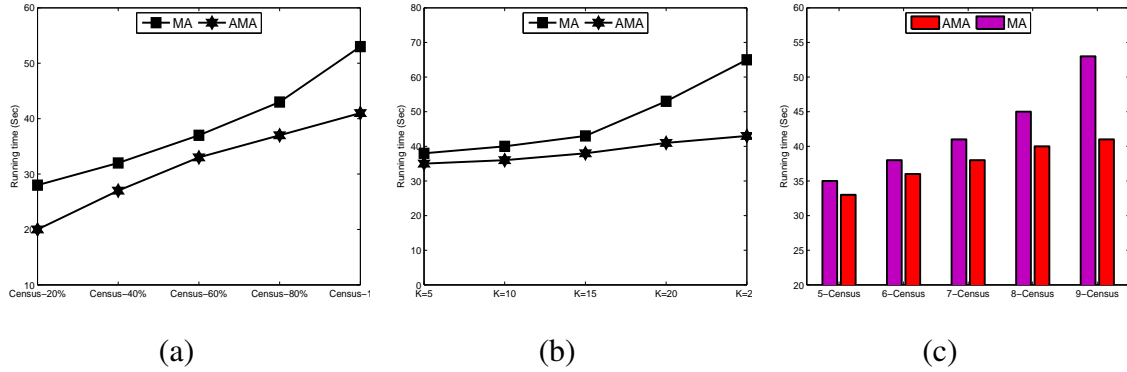 60
50
40
30
20
10
Running time (Sec)
MA AMA
Census−20% Census−40% Census−60% Census−80% Census−1
(a)
80
70
60
50
40
30
20
10
0
Running time (Sec)
MA AMA
K=5 K=10 K=15 K=20 K=2
(b)
60
55
50
45
40
35
30
25
20
Running time (Sec)
AMA MA
5−Census 6−Census 7−Census 8−Census 9−Census
(c)